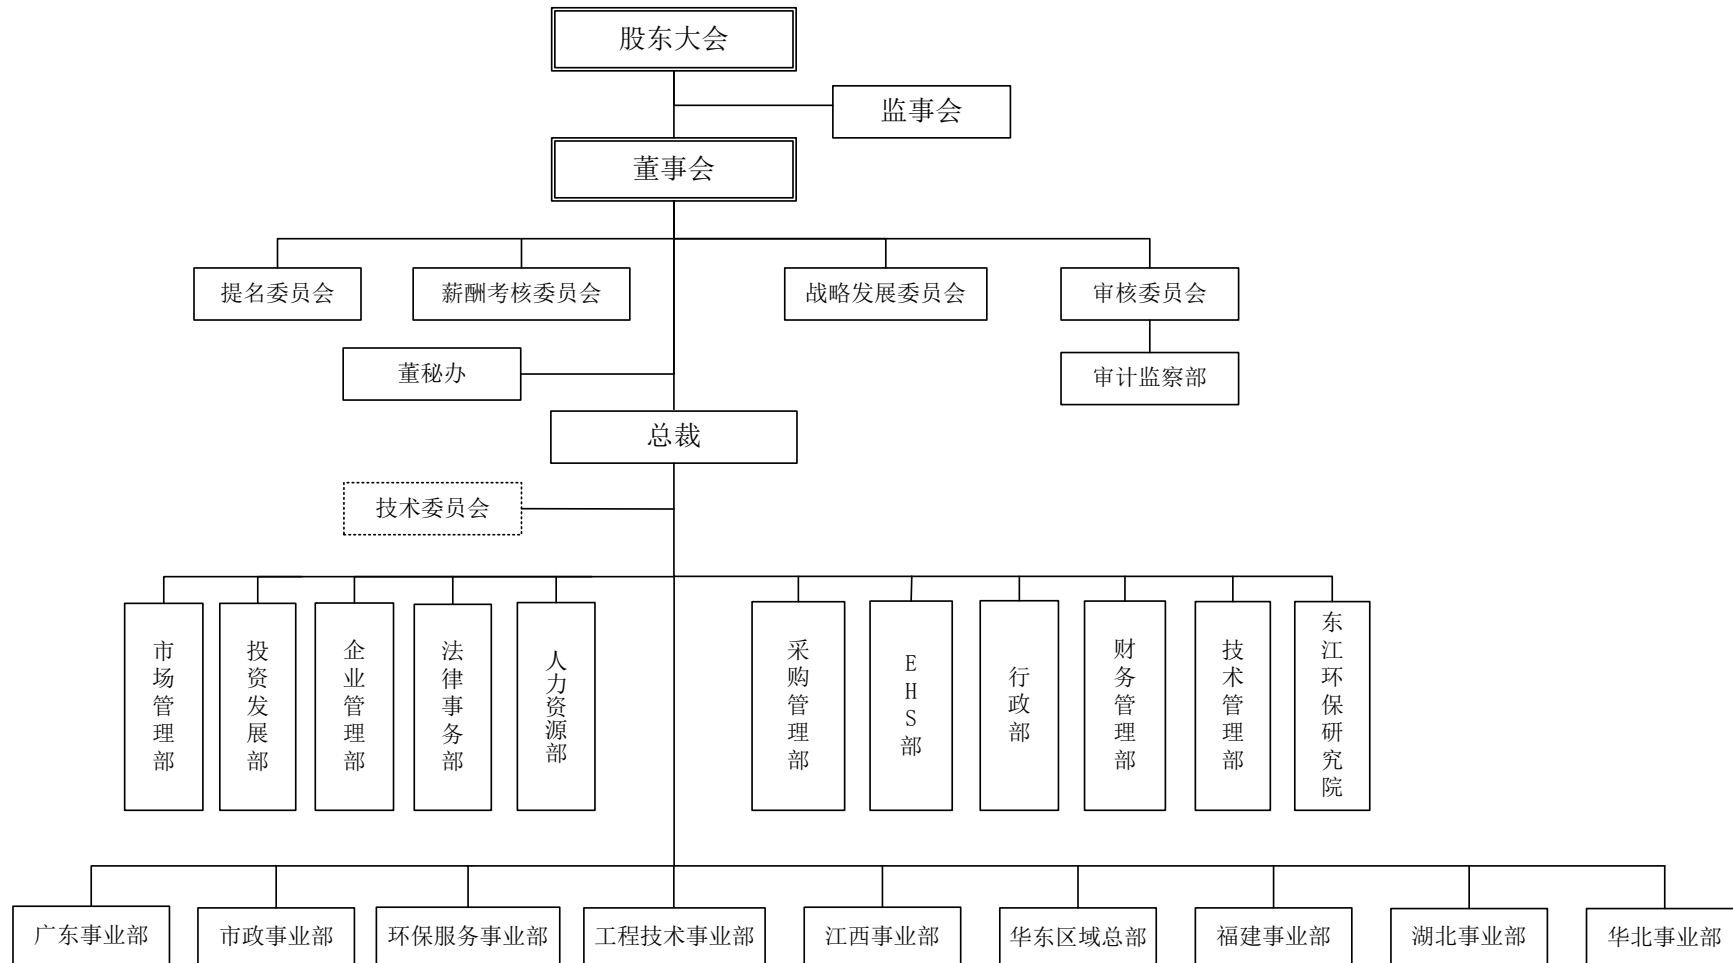 股东大会
监事会
董事会
提名委员会
薪酬考核委员会
战略发展委员会
审核委员会
董秘办
审计监察部
总裁
技术委员会
市场管理部
投资发展部
企业管理部
法律事务部
人力资源部
采购管理部
EHS部
行政部
财务管理部
技术管理部
东江环保研究院
广东事业部
市政事业部
环保服务事业部
工程技术事业部
江西事业部
华东区域总部
福建事业部
湖北事业部
华北事业部